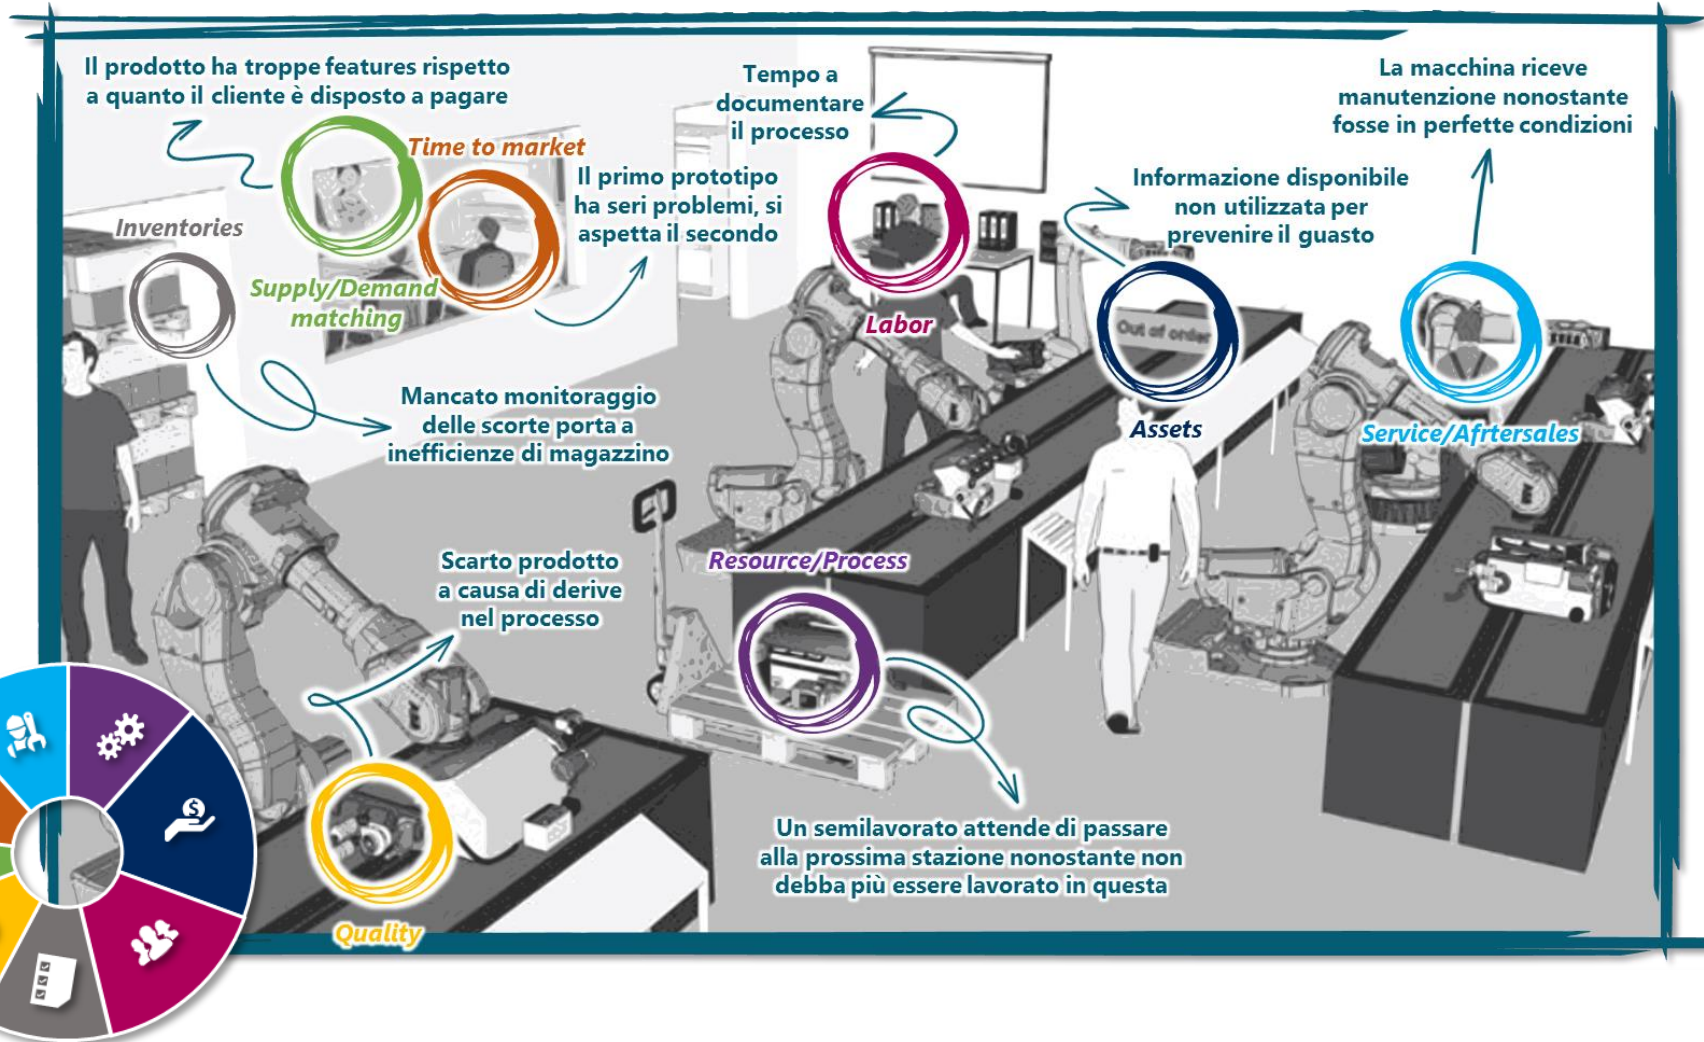 Il prodotto ha troppe features rispetto
a quanto il cliente è disposto a pagare
Time to market
Il primo prototipo
ha seri problemi, si
aspetta il secondo
Tempo a
documentare
il processo
La macchina riceve
manutenzione nonostante
fosse in perfette condizioni
Informazione disponibile
non utilizzata per
prevenire il guasto
Inventories
Supply/Demand
matching
Labor
Out of order
Assets
Service/Afrtersales
Mancato monitoraggio
delle scorte porta a
inefficienze di magazzino
Scarto prodotto
a causa di derive
nel processo
Resource/Process
Un semilavorato attende di passare
alla prossima stazione nonostante non
debba più essere lavorato in questa
Quality
$